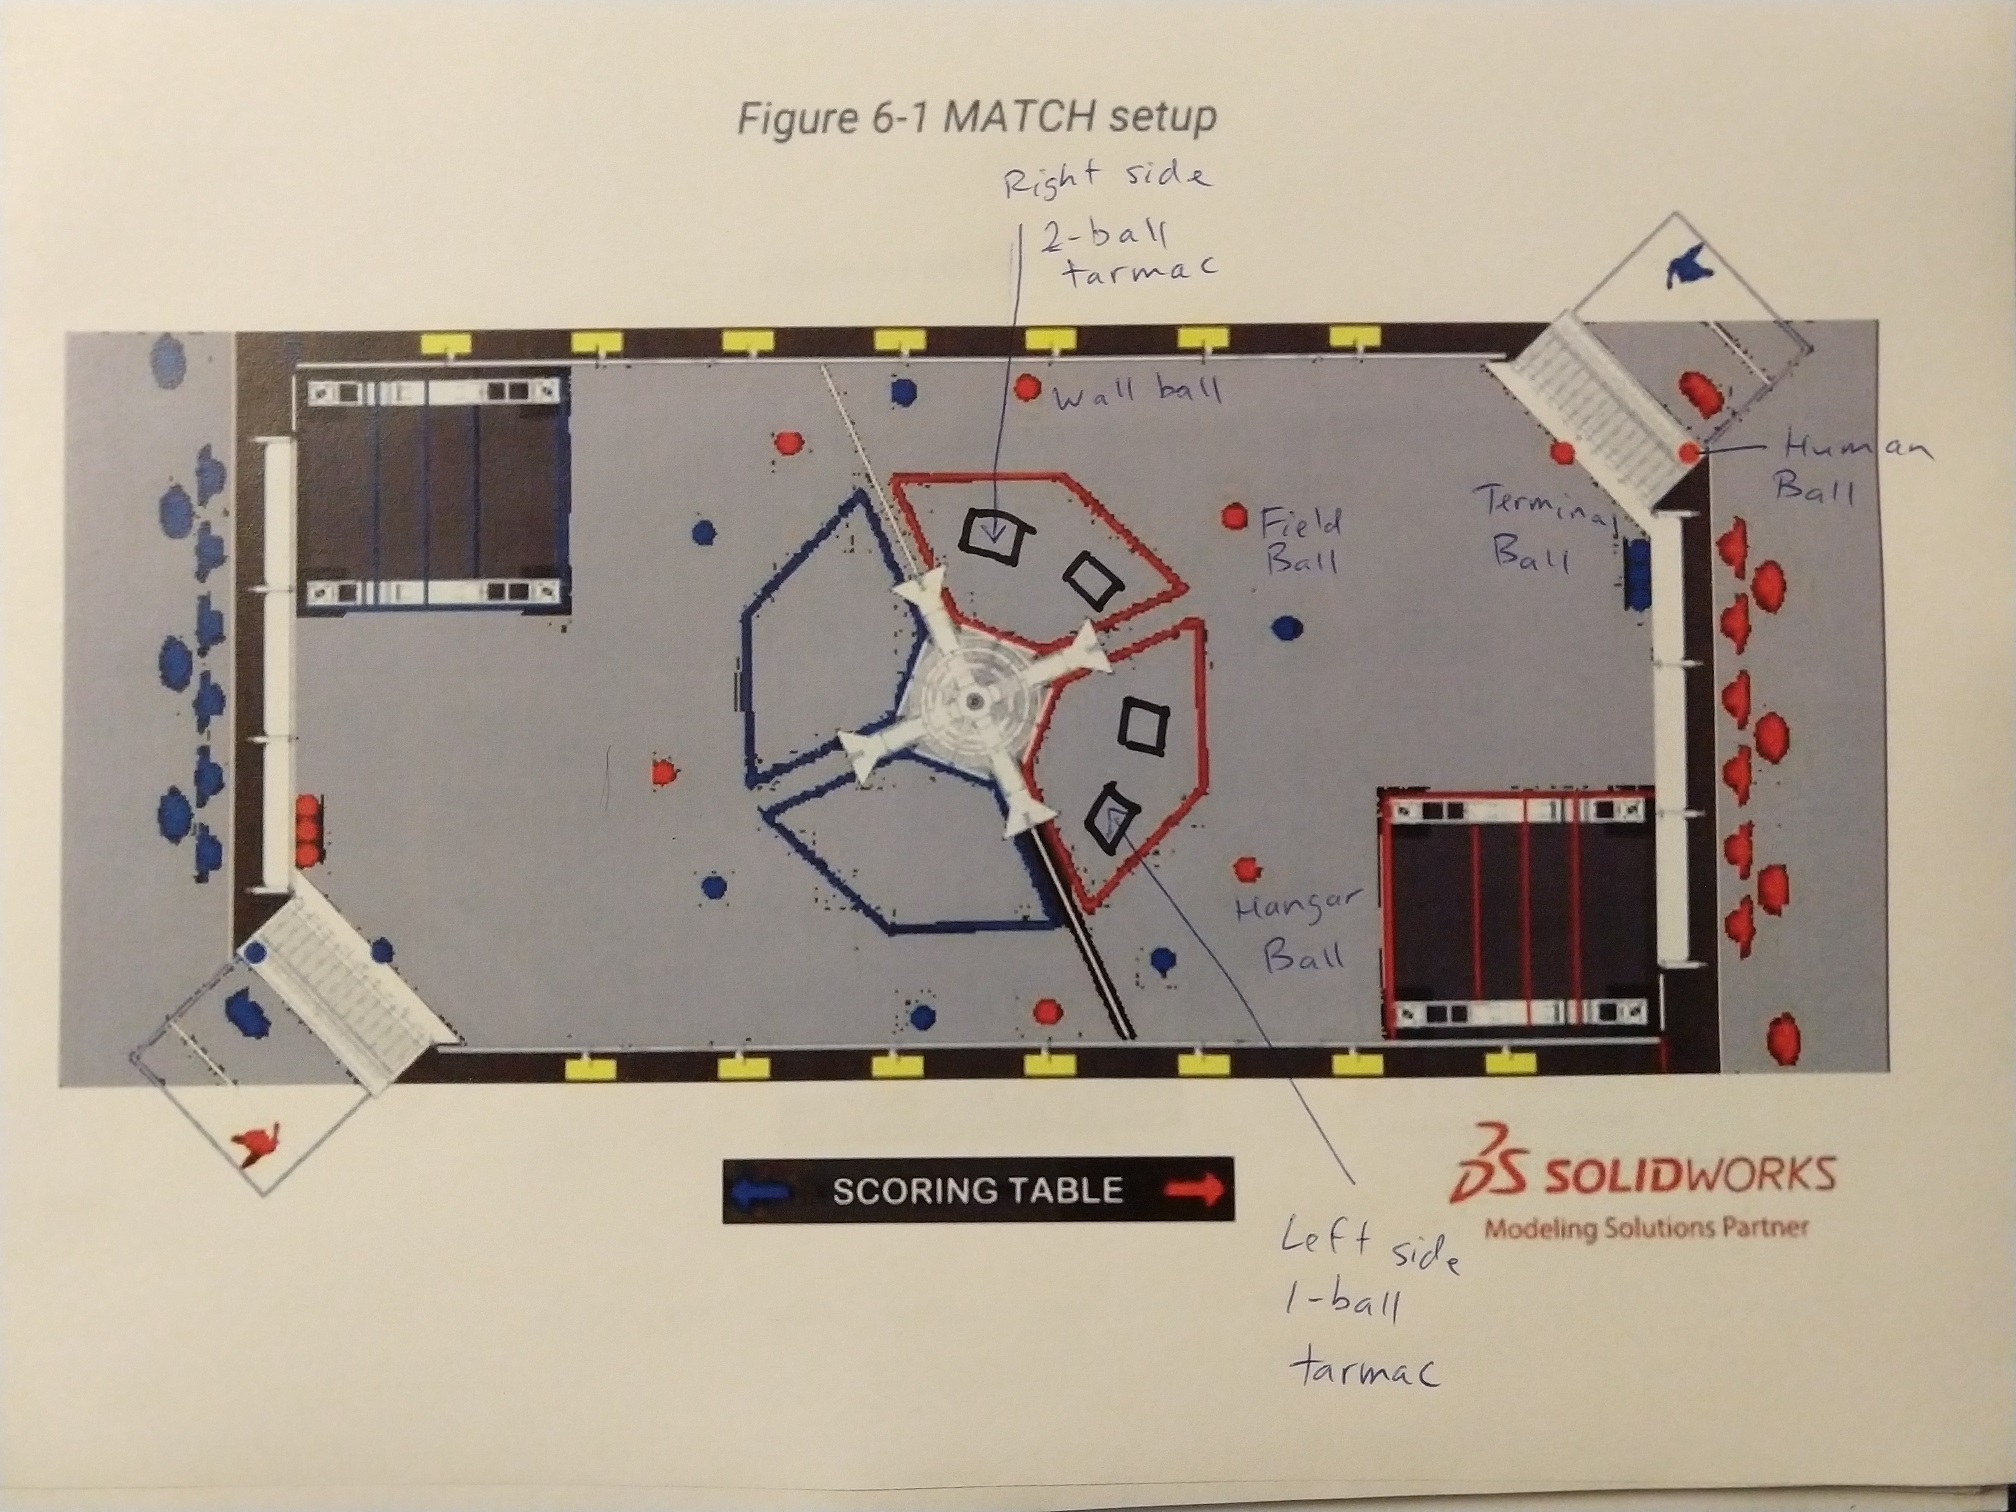 Figure 6-1 MATCH setup
Right side
2-ball
tarmac
Wall ball
Human
Ball
Terminal
Ball
Field
Ball
Hangar
Ball
SCORING TABLE
3DS SOLIDWORKS
Modeling Solutions Partner
Left side
1-ball
tarmac